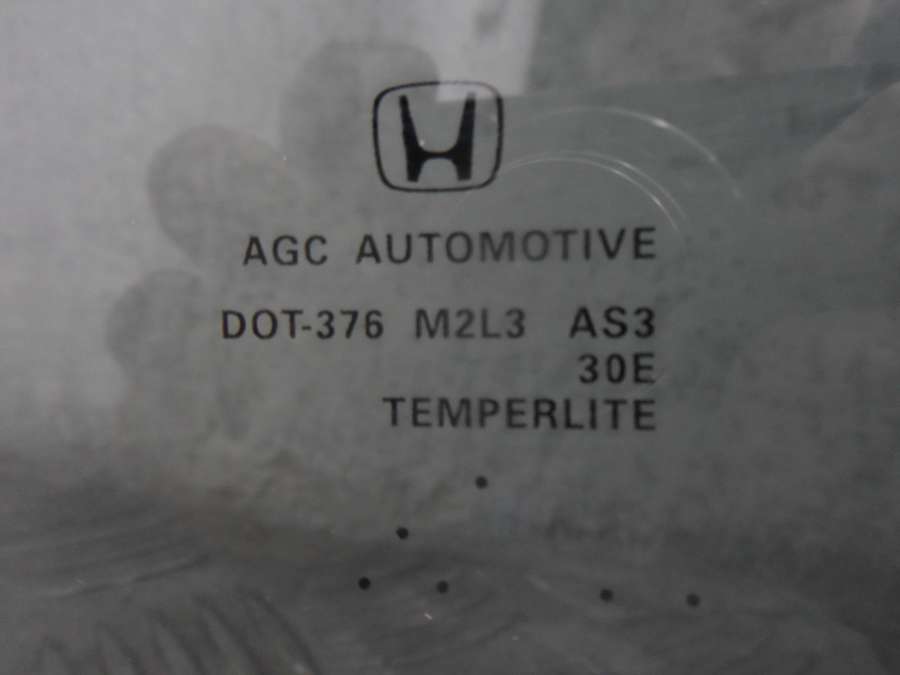 AGC AUTOMOTIVE
DOT-376 M2L3 AS3
30E
TEMPERLITE